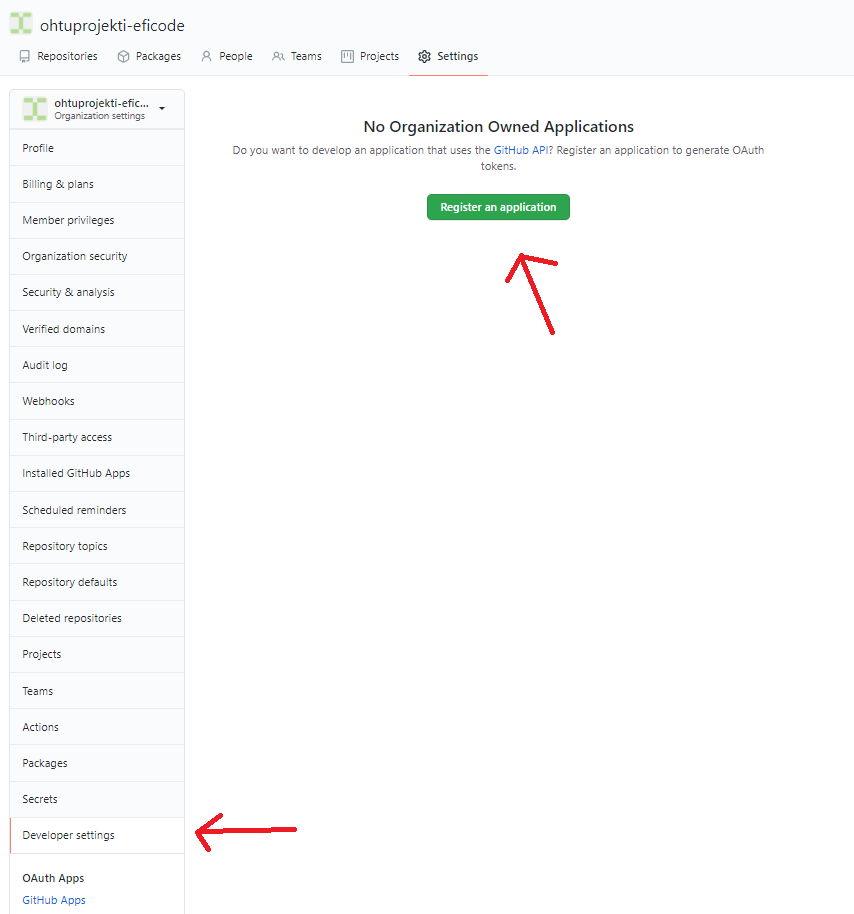 ohtuprojekti-eficode
Repositories Packages People Teams Projects Settings
ohtuprojekti-efic...
Organization settings
Profile
Billing & plans
Member privileges
Organization security
Security & analysis
Verified domains
Audit log
Webhooks
Third-party access
Installed GitHub Apps
Scheduled reminders
Repository topics
Repository defaults
Deleted repositories
Projects
Teams
Actions
Packages
Secrets
Developer settings
OAuth Apps
GitHub Apps
No Organization Owned Applications
Do you want to develop an application that uses the GitHub API? Register an application to generate OAuth
tokens.
Register an application